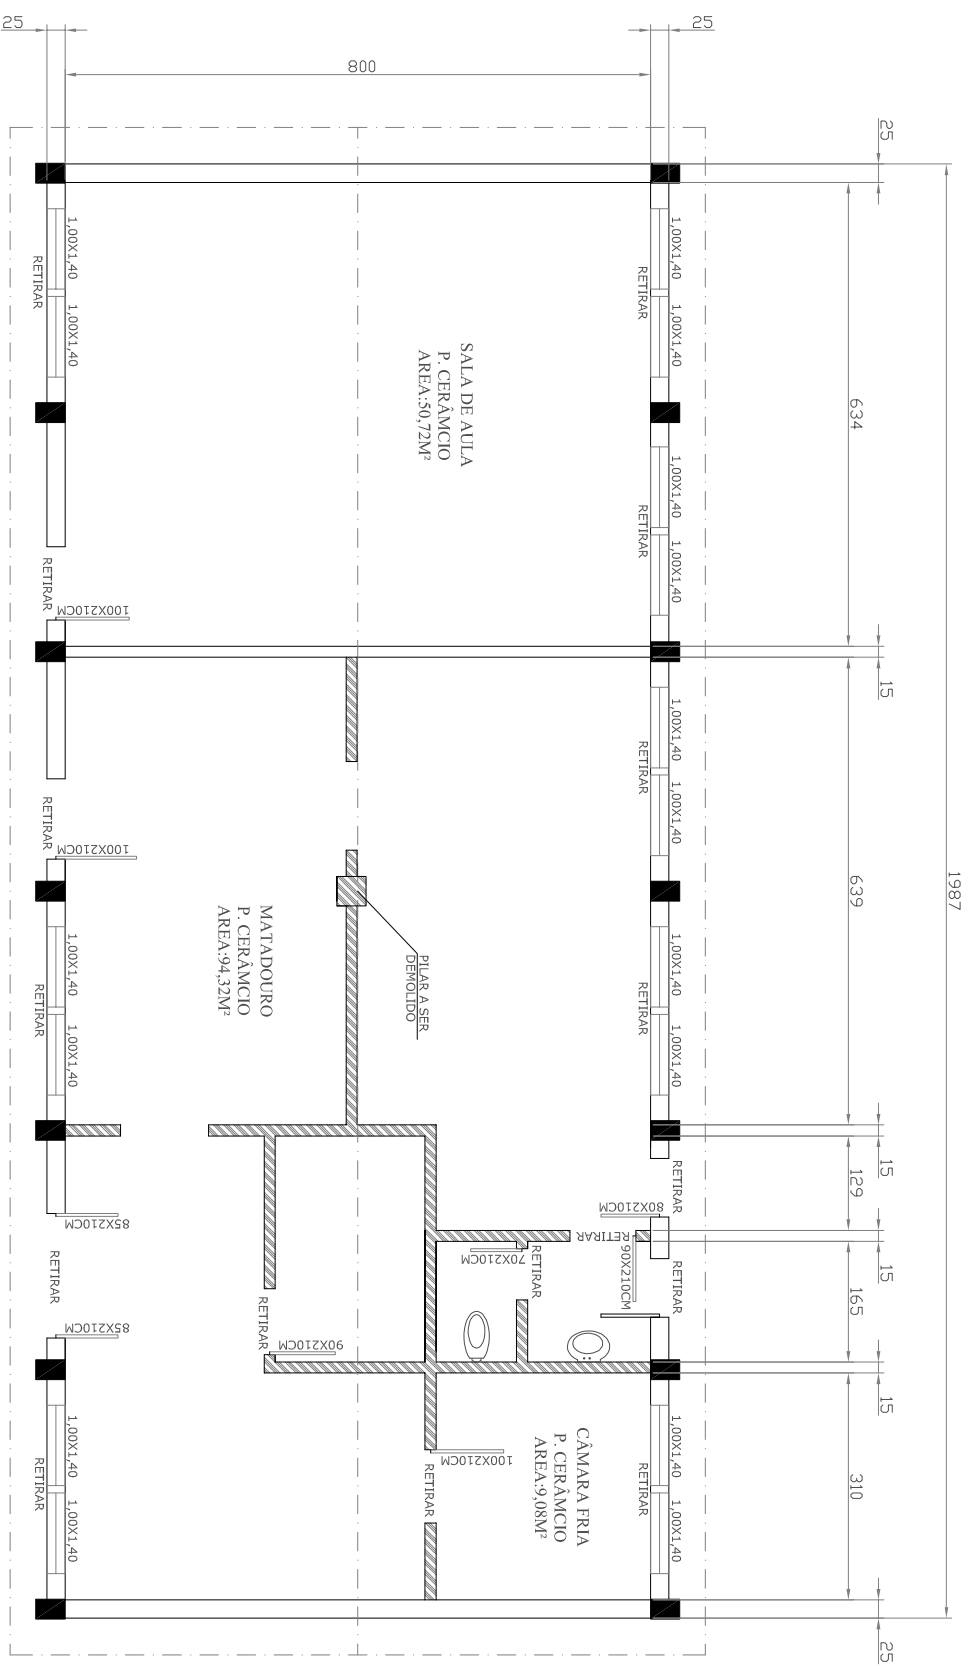 25
800
25
25
634
15
639
15
129
15
165
15
310
25
1987
1,00X1,40
1,00X1,40
RETIRAR
1,00X1,40
1,00X1,40
RETIRAR
1,00X1,40
1,00X1,40
RETIRAR
1,00X1,40
1,00X1,40
RETIRAR
RETIRAR
80X210CM
RETIRAR
RETIRAR
90X210CM
1,00X1,40
1,00X1,40
RETIRAR
SALA DE AULA
P. CERÂMCIO
AREA:50,72M²
PILAR A SER
DEMOLIDO
MATADOURO
P. CERÂMCIO
AREA:94,32M²
70X210CM
RETIRAR
CÂMARA FRIA
P. CERÂMCIO
AREA:9,08M²
100X210CM
RETIRAR
RETIRAR
90X210CM
1,00X1,40
1,00X1,40
RETIRAR
RETIRAR
100X210CM
RETIRAR
100X210CM
1,00X1,40
1,00X1,40
RETIRAR
85X210CM
RETIRAR
85X210CM
1,00X1,40
1,00X1,40
RETIRAR